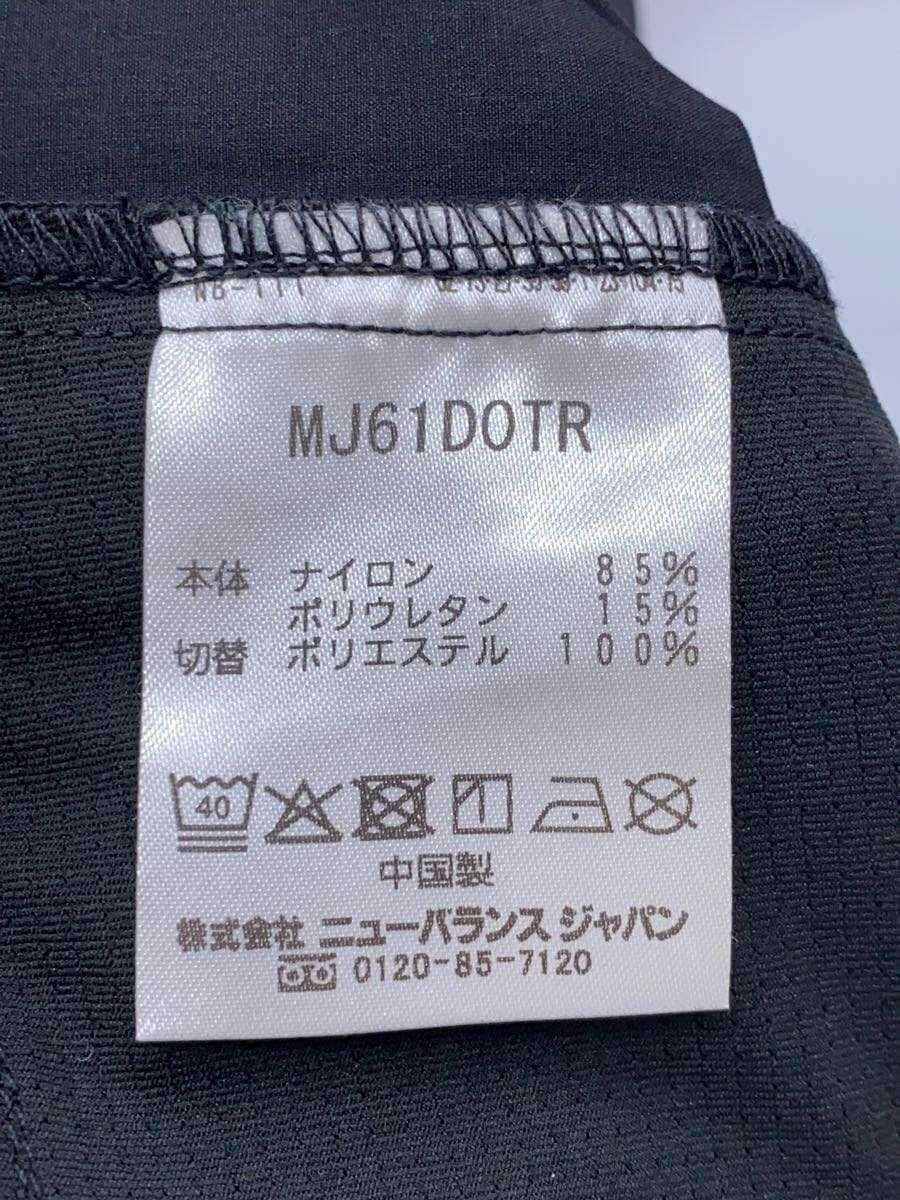 NB-111
MJ61D0TR
本体 ナイロン 85%
ポリウレタン 15%
切替 ポリエステル 100%
40
中国製
株式会社 ニューバランス ジャパン
0120-85-7120